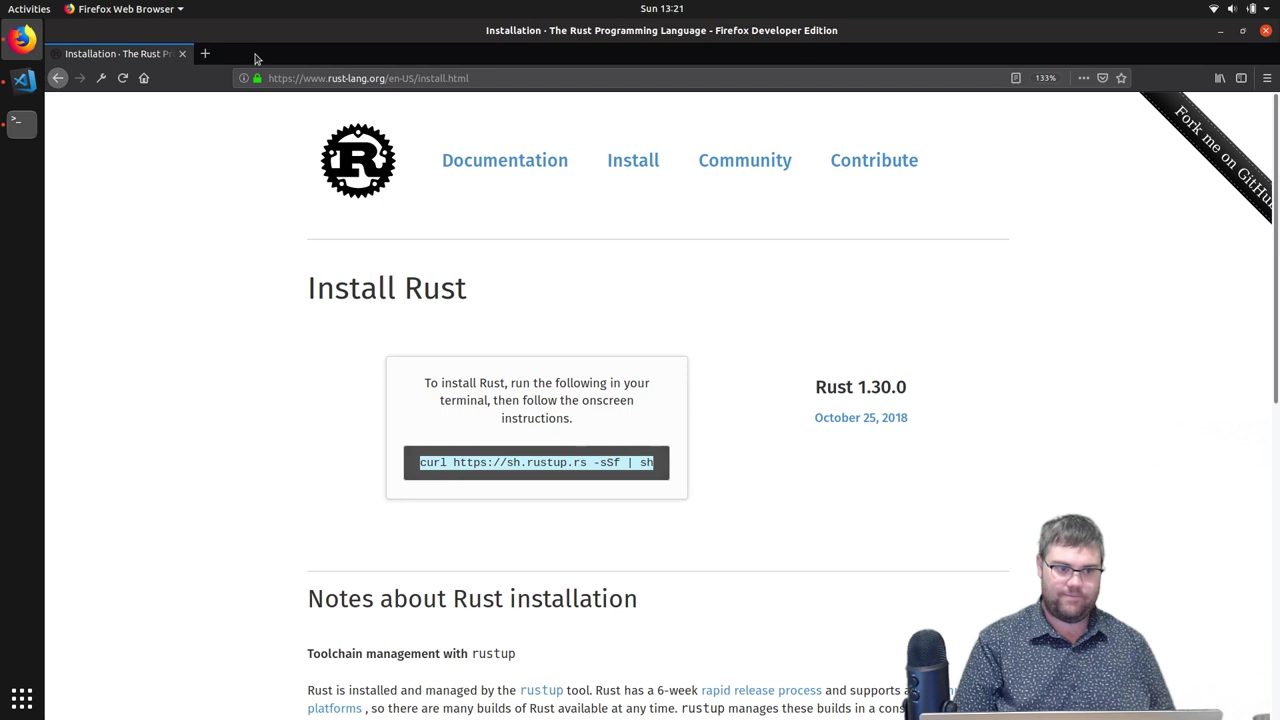 Activities Firefox Web Browser Sun 13:21
Installation · The Rust Programming Language - Firefox Developer Edition
Installation · The Rust Pr
https://www.rust-lang.org/en-US/install.html 133%
Fork me on GitHub
R
Documentation Install Community Contribute
Install Rust
To install Rust, run the following in your
terminal, then follow the onscreen
instructions.
curl https://sh.rustup.rs -sSf | sh
Rust 1.30.0
October 25, 2018
Notes about Rust installation
Toolchain management with rustup
Rust is installed and managed by the rustup tool. Rust has a 6-week rapid release process and supports a
platforms , so there are many builds of Rust available at any time. rustup manages these builds in a cons